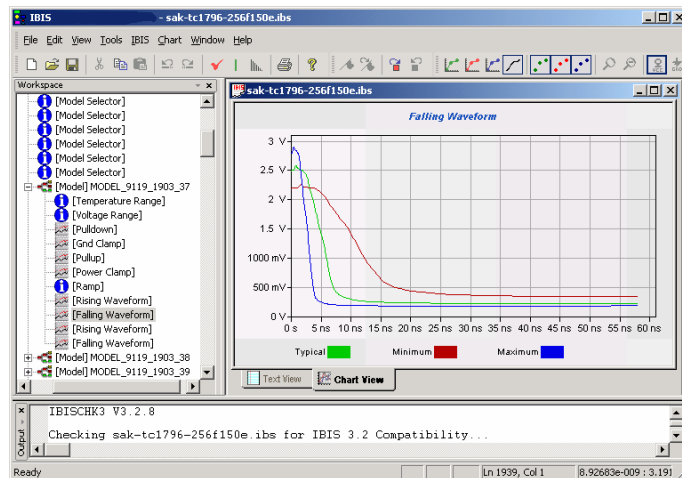 IBIS - sak-tc1796-256f150e.ibs
File Edit View Tools IBIS Chart Window Help
Workspace
[Model Selector]
[Model Selector]
[Model Selector]
[Model Selector]
[Model Selector]
[Model Selector]
[Model] MODEL_9119_1903_37
[Temperature Range]
[Voltage Range]
[Pulldown]
[Gnd Clamp]
[Pullup]
[Power Clamp]
[Ramp]
[Rising Waveform]
[Falling Waveform]
[Rising Waveform]
[Falling Waveform]
[Model] MODEL_9119_1903_38
[Model] MODEL_9119_1903_39
sak-tc1796-256f150e.ibs
Falling Waveform
3 V
2.5 V
2 V
1.5 V
1000 mV
500 mV
0 V
0 s 5 ns 10 ns 15 ns 20 ns 25 ns 30 ns 35 ns 40 ns 45 ns 50 ns 55 ns 60 ns
Typical Minimum Maximum
Text View Chart View
Output
IBISCHK3 V3.2.8
Checking sak-tc1796-256f150e.ibs for IBIS 3.2 Compatibility...
Ready Ln 1939, Col 1 8.92683e-009 : 3.191